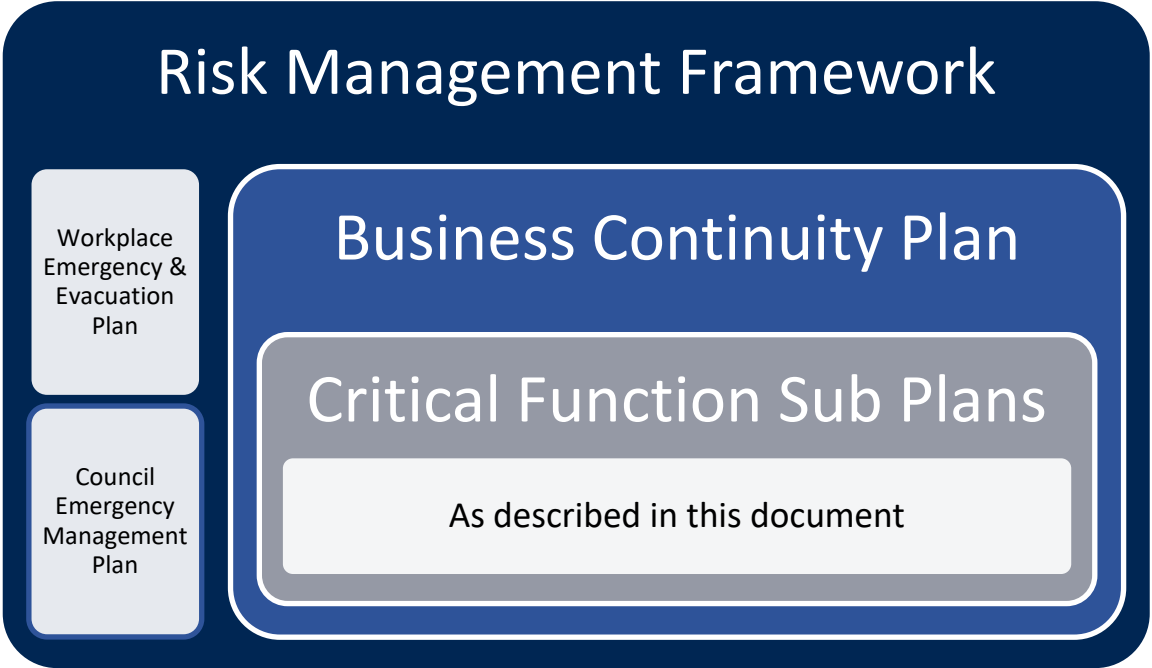 Risk Management Framework
Workplace
Emergency &
Evacuation
Plan
Council
Emergency
Management
Plan
Business Continuity Plan
Critical Function Sub Plans
As described in this document